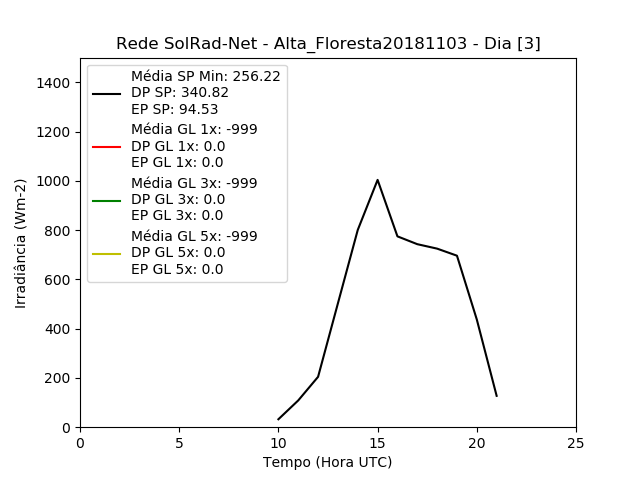 Rede SolRad-Net - Alta_Floresta20181103 - Dia [3]
Média SP Min: 256.22
DP SP: 340.82
EP SP: 94.53
Média GL 1x: -999
DP GL 1x: 0.0
EP GL 1x: 0.0
Média GL 3x: -999
DP GL 3x: 0.0
EP GL 3x: 0.0
Média GL 5x: -999
DP GL 5x: 0.0
EP GL 5x: 0.0
Irradiância (Wm-2)
1400
1200
1000
800
600
400
200
0
0 5 10 15 20 25
Tempo (Hora UTC)